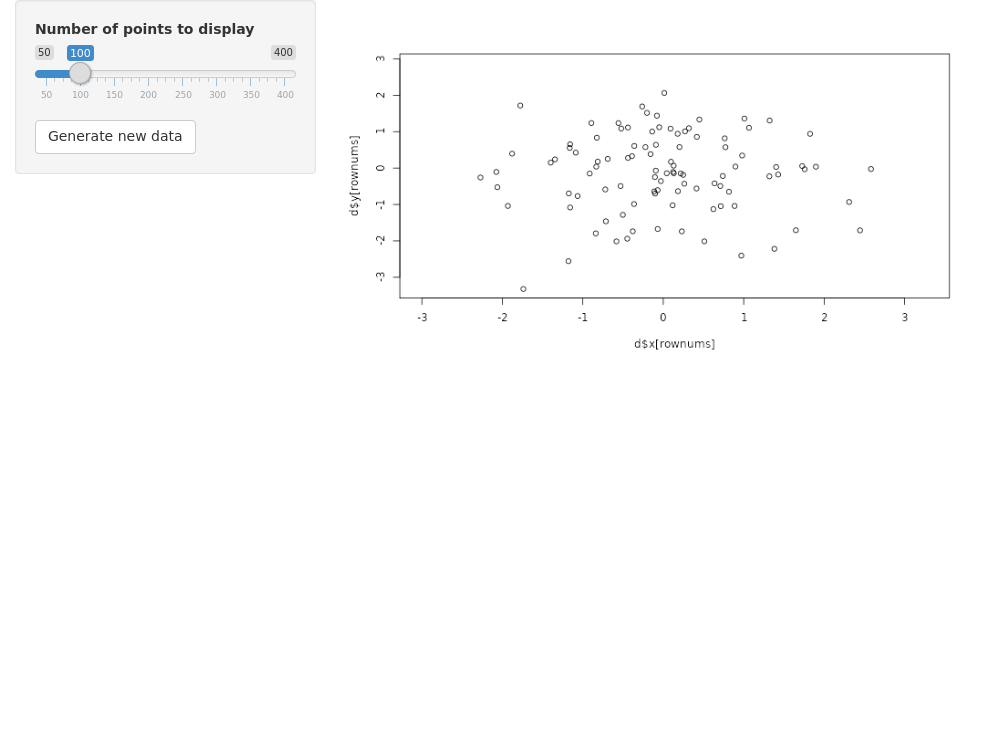 Number of points to display
50 100 400
50 100 150 200 250 300 350 400
Generate new data
3
2
1
0
-1
-2
-3
d$y[rownums]
-3 -2 -1 0 1 2 3
d$x[rownums]